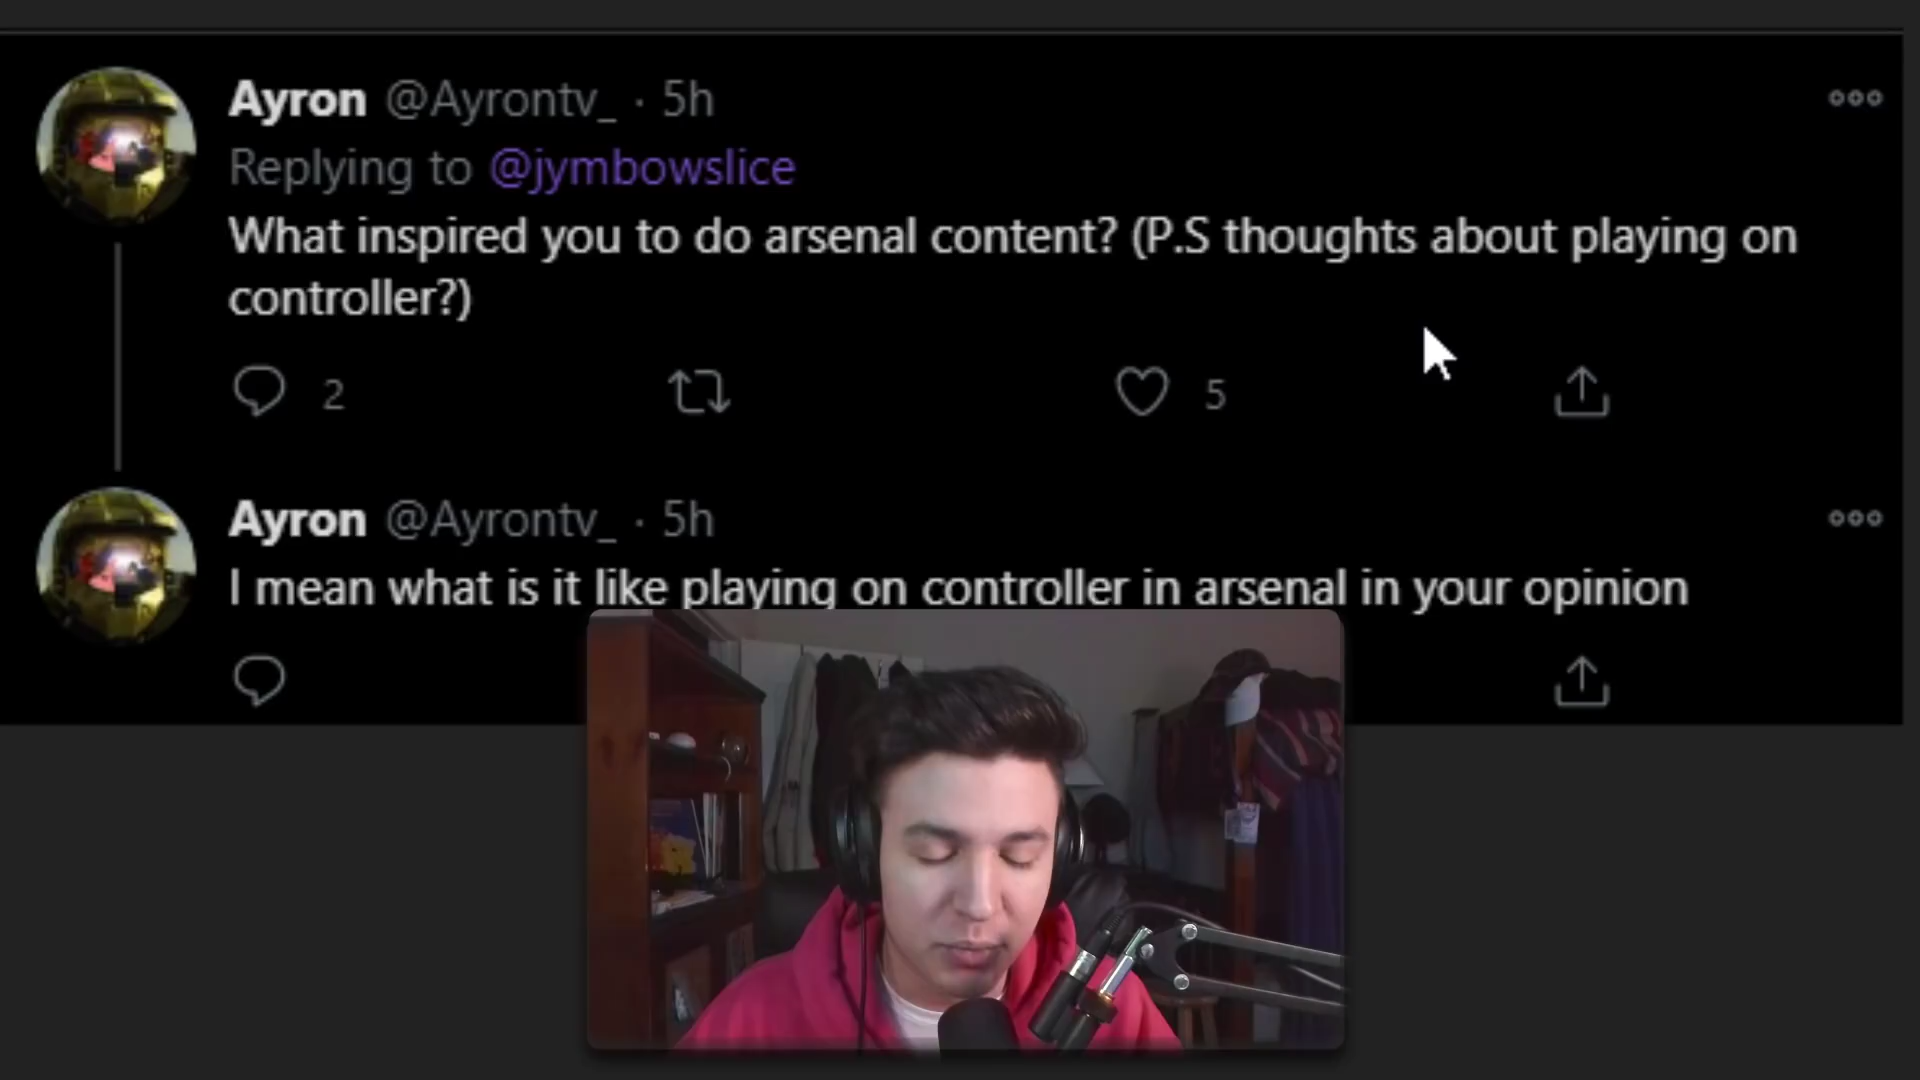 Ayron @Ayrontv_ · 5h
Replying to @jymbowslice
What inspired you to do arsenal content? (P.S thoughts about playing on
controller?)
2 5
Ayron @Ayrontv_ · 5h
I mean what is it like playing on controller in arsenal in your opinion